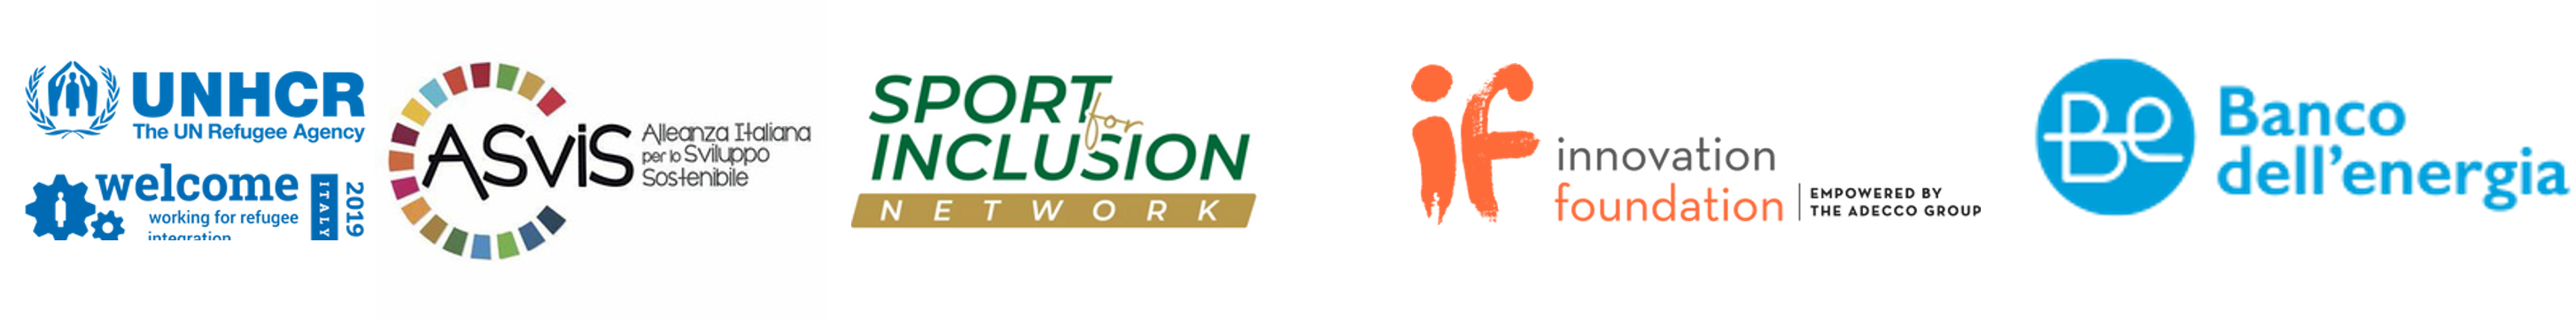 UNHCR
The UN Refugee Agency
welcome
working for refugee
integration
ITALY
2019
ASviS
Alleanza Italiana
per lo Sviluppo
Sostenibile
SPORT
for
INCLUSION
NETWORK
if
innovation
foundation
EMPOWERED BY
THE ADECCO GROUP
Be
Banco
dell'energia